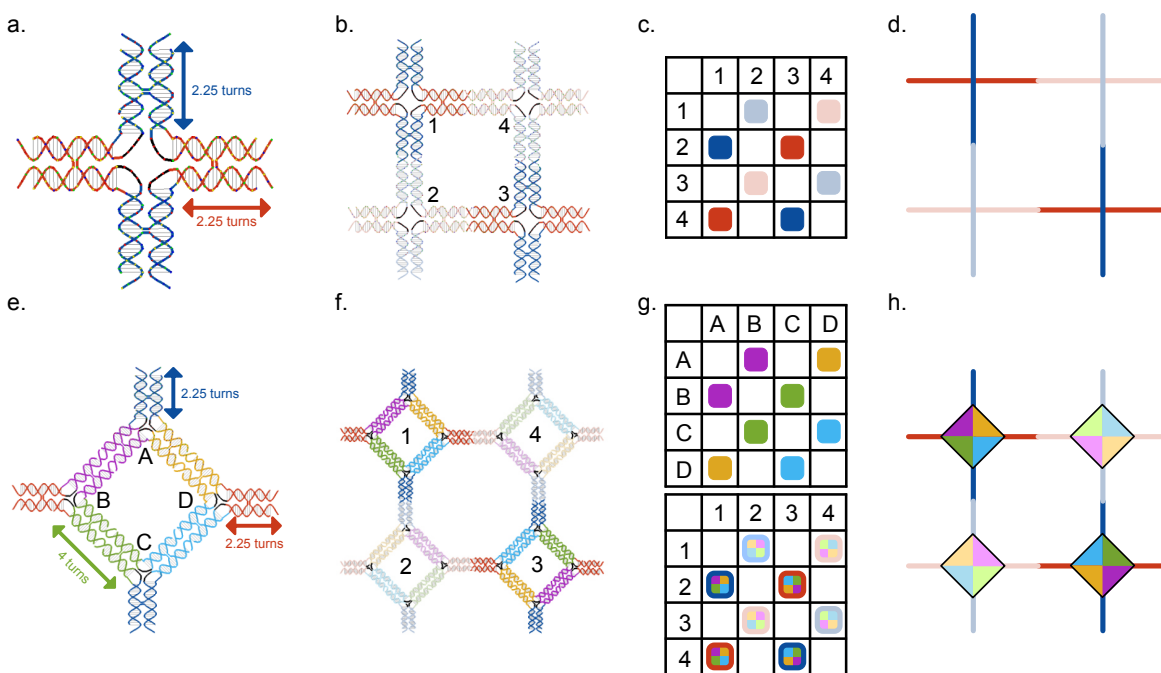 a.
2.25 turns
2.25 turns
b.
1
4
2
3
c.
1 2 3 4
1
2
3
4
d.
e.
2.25 turns
A
B
D
C
4 turns
2.25 turns
f.
1
4
2
3
g.
A B C D
A
B
C
D
1 2 3 4
1
2
3
4
h.